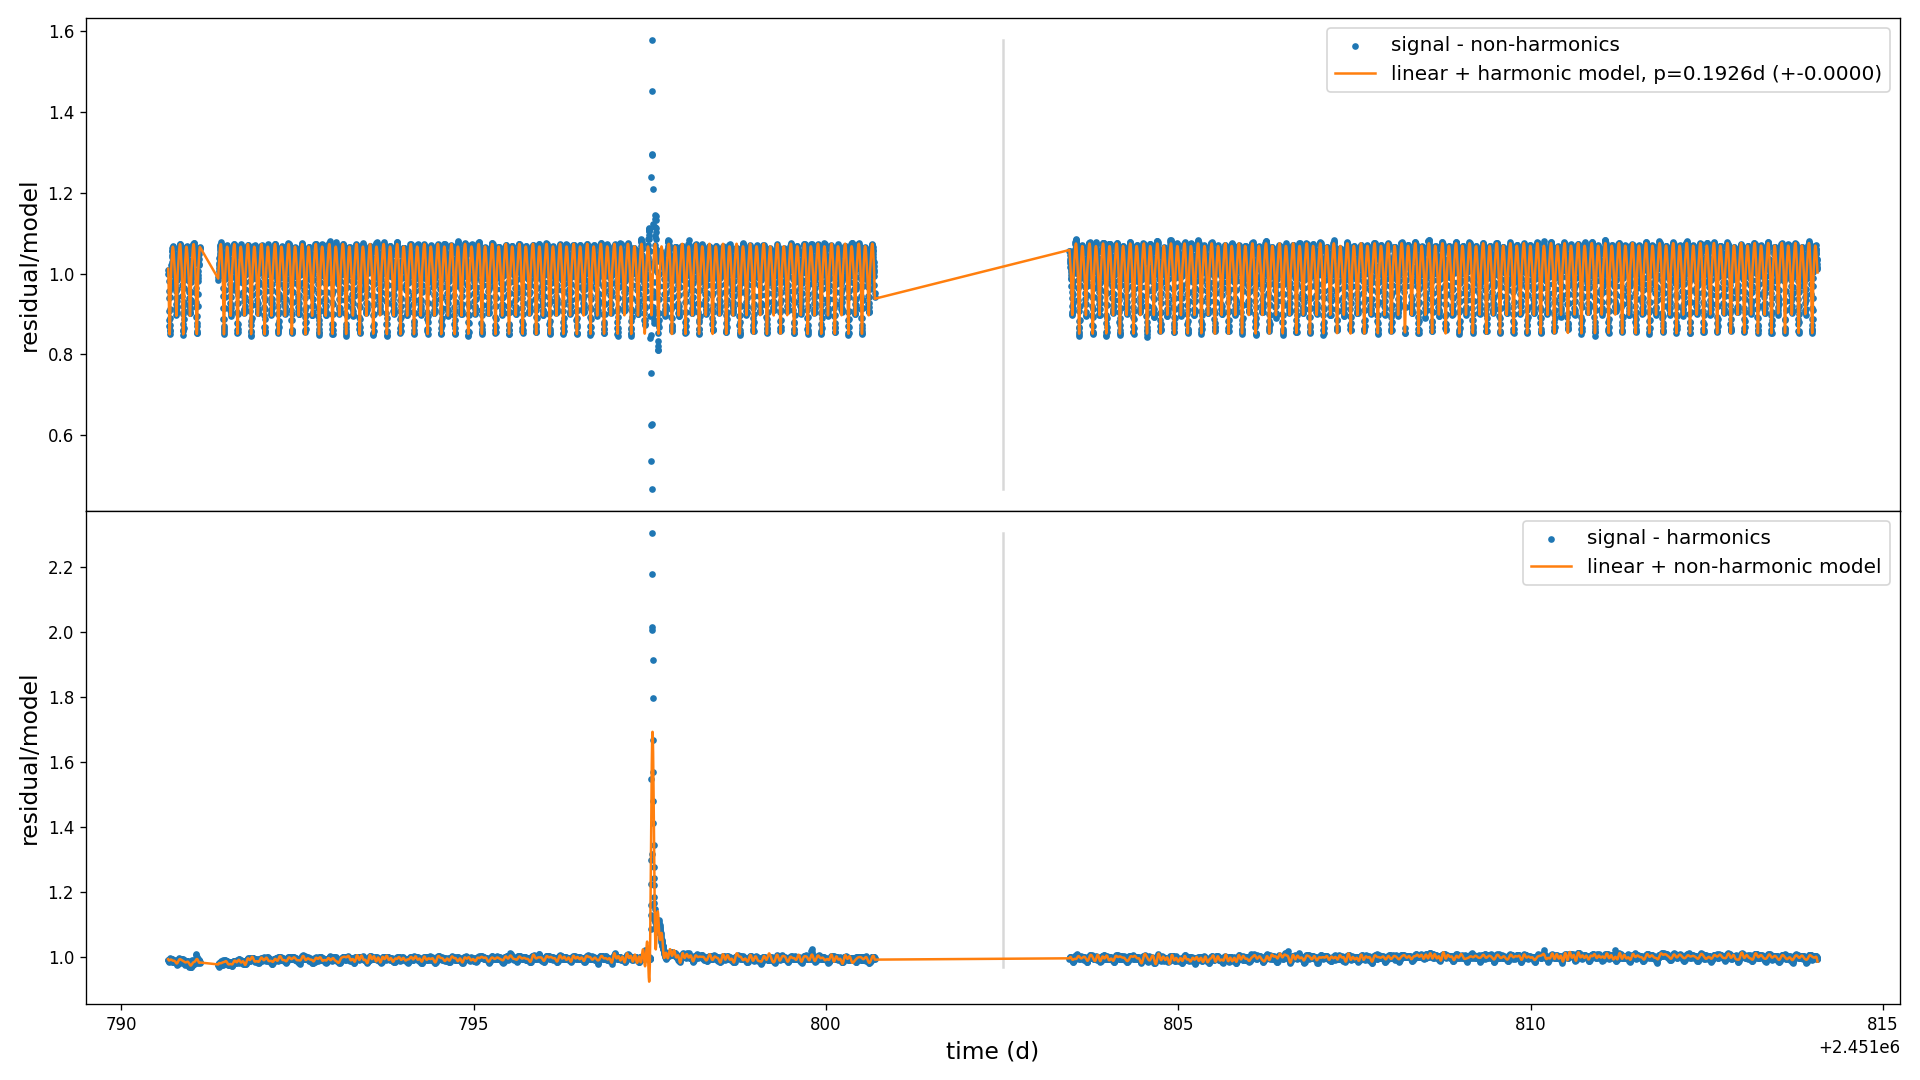 signal - non-harmonics
linear + harmonic model, p=0.1926d (+-0.0000)
1.6
1.4
1.2
1.0
0.8
0.6
residual/model
signal - harmonics
linear + non-harmonic model
2.2
2.0
1.8
1.6
1.4
1.2
1.0
residual/model
790
795
800
805
810
815
+2.451e6
time (d)